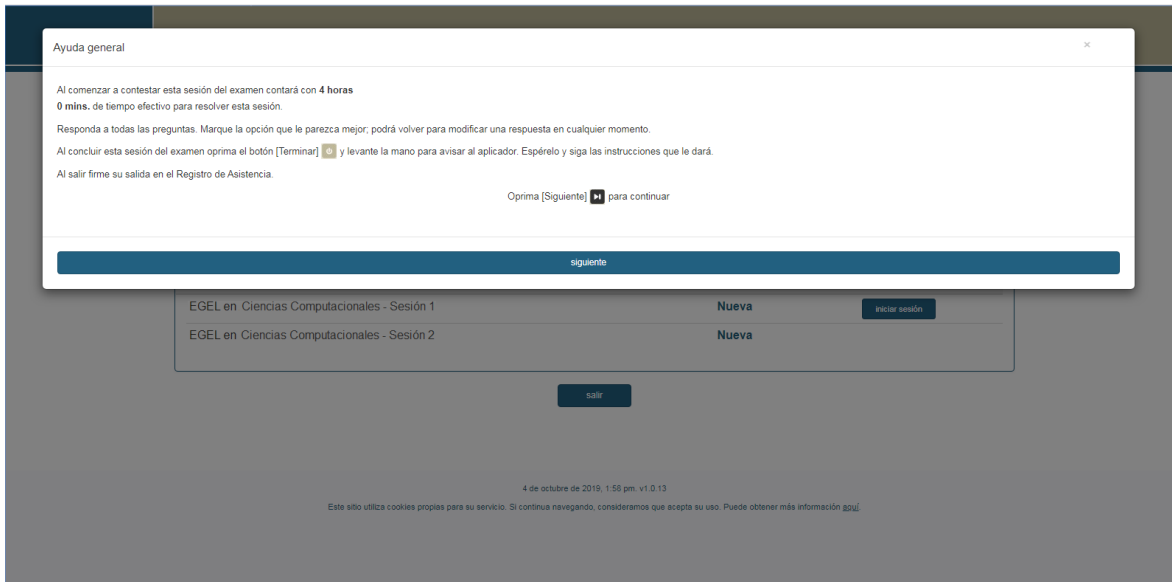 Ayuda general
×
Al comenzar a contestar esta sesión del examen contará con 4 horas
0 mins. de tiempo efectivo para resolver esta sesión.
Responda a todas las preguntas. Marque la opción que le parezca mejor; podrá volver para modificar una respuesta en cualquier momento.
Al concluir esta sesión del examen oprima el botón [Terminar] y levante la mano para avisar al aplicador. Espérelo y siga las instrucciones que le dará.
Al salir firme su salida en el Registro de Asistencia.
Oprima [Siguiente] para continuar
siguiente
EGEL en Ciencias Computacionales - Sesión 1 Nueva iniciar sesión
EGEL en Ciencias Computacionales - Sesión 2 Nueva
salir
4 de octubre de 2019, 1:58 pm. v1.0.13
Este sitio utiliza cookies propias para su servicio. Si continua navegando, consideramos que acepta su uso. Puede obtener más información aquí.